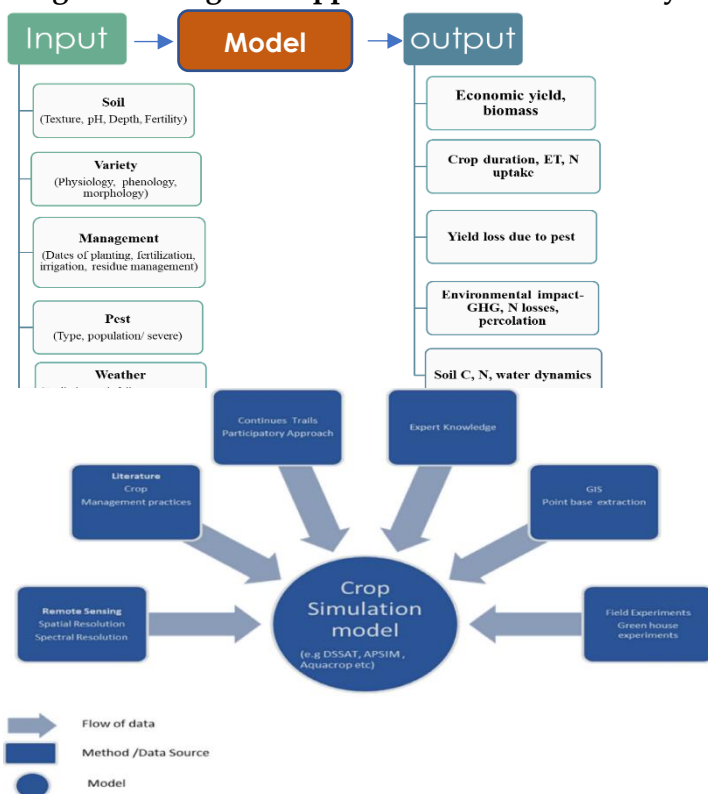 Input
Model
output
Soil
(Texture, pH, Depth, Fertility)
Variety
(Physiology, phenology,
morphology)
Management
(Dates of planting, fertilization,
irrigation, residue management)
Pest
(Type, population/ severe)
Weather
Economic yield,
biomass
Crop duration, ET, N
uptake
Yield loss due to pest
Environmental impact-
GHG, N losses,
percolation
Soil C, N, water dynamics
Continues Trails
Participatory Approach
Expert Knowledge
Literature
Crop
Management practices
GIS
Point base extraction
Remote Sensing
Spatial Resolution
Spectral Resolution
Crop
Simulation
model
(e.g DSSAT, APSIM ,
Aquacrop etc)
Field Experiments
Green house
experiments
Flow of data
Method /Data Source
Model